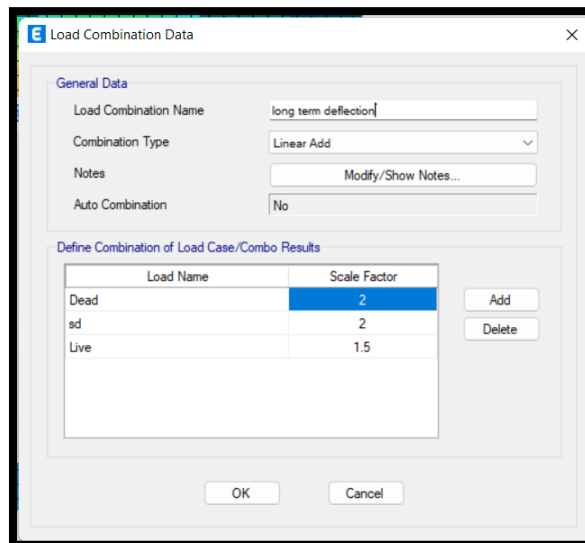 E Load Combination Data
General Data
Load Combination Name long term deflection
Combination Type Linear Add
Notes Modify/Show Notes...
Auto Combination No
Define Combination of Load Case/Combo Results
Load Name Scale Factor
Dead 2
sd 2
Live 1.5
Add
Delete
OK Cancel